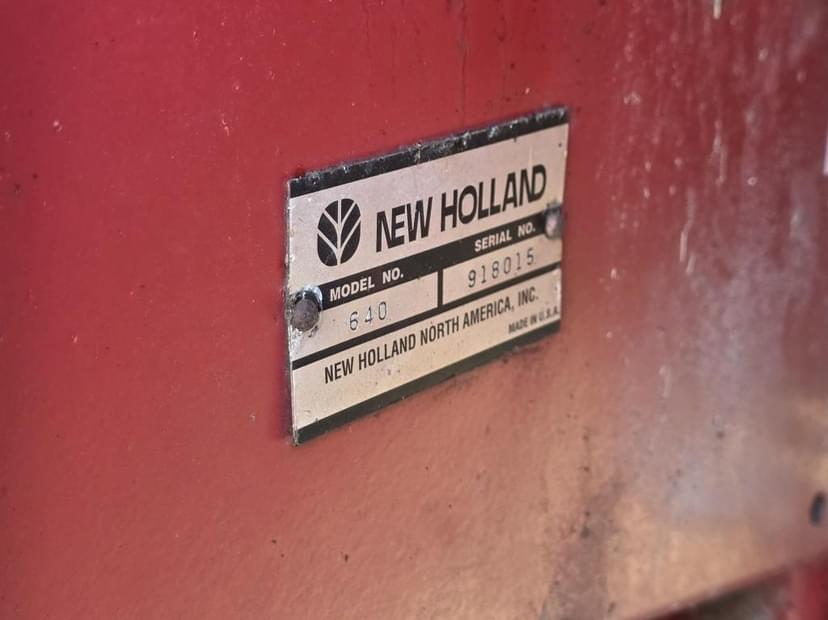 NEW HOLLAND
MODEL NO.
SERIAL NO.
640
918015
NEW HOLLAND NORTH AMERICA, INC.
MADE IN U.S.A.